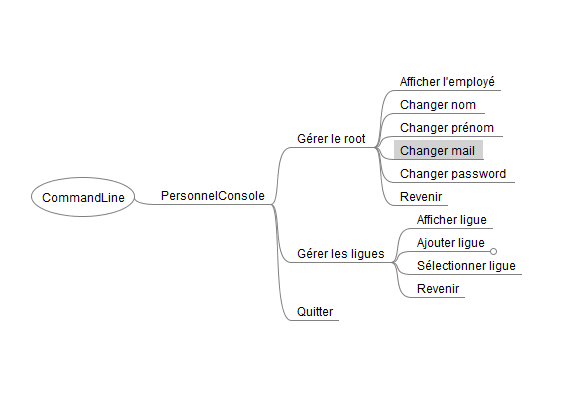 CommandLine
PersonnelConsole
Gérer le root
Afficher l'employé
Changer nom
Changer prénom
Changer mail
Changer password
Revenir
Gérer les ligues
Afficher ligue
Ajouter ligue
Sélectionner ligue
Revenir
Quitter